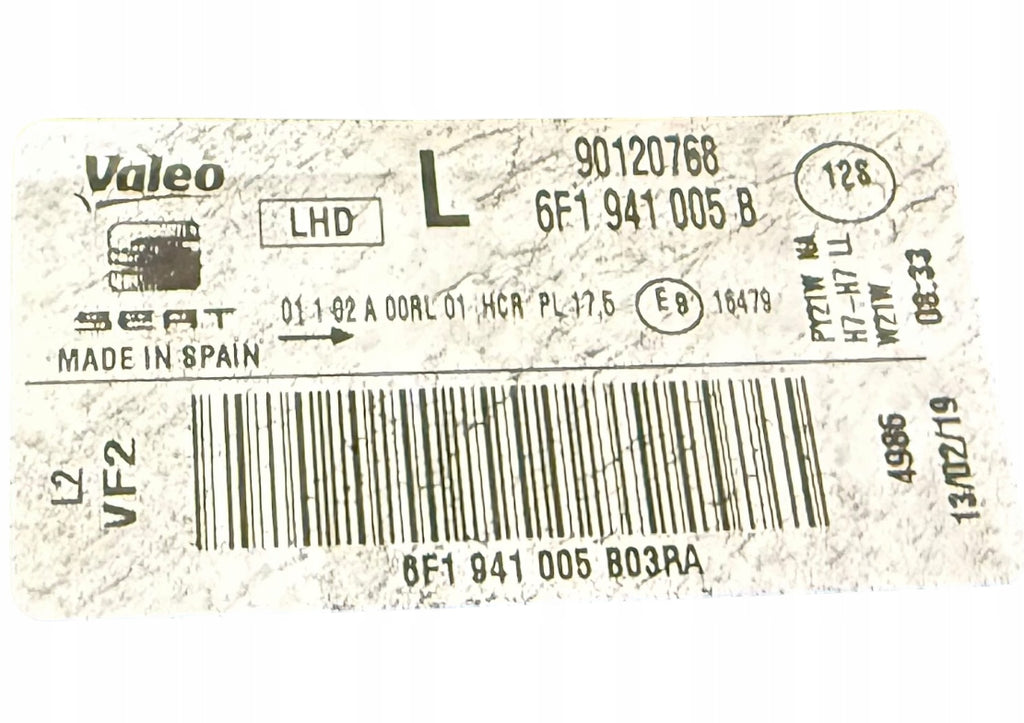 Valeo
SEAT
MADE IN SPAIN
LHD
L
90120768
6F1 941 005 B
12S
01 1 02 A 00RL 01 HCR PL 17,5
E9 16479
PY21W
H7-H7 LL
W21W
08:33
L2
VF2
4986
13/02/19
6F1 941 005 B03RA